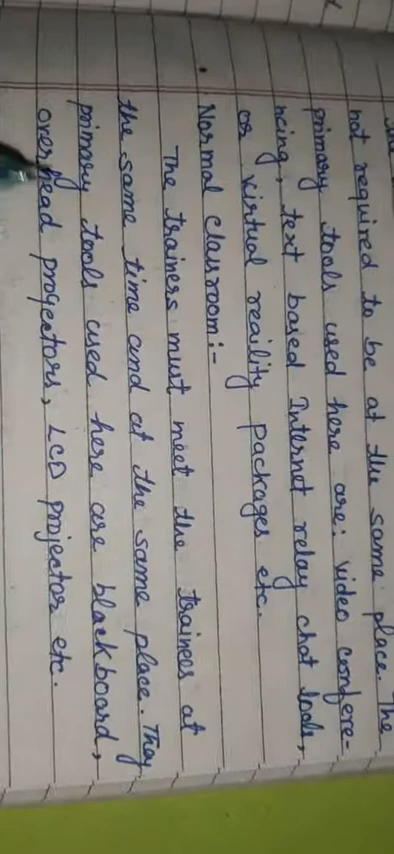 the
not required to be at the same place. The
primary tools used here are: video confere-
ncing, text based Internet relay chat tools,
or virtual reaility packages etc.
• Normal classroom:-
The trainers must meet the trainees at
the same time and at the same place. They
primary tools used here are blackboard,
overhead progectors, LCD projector etc.